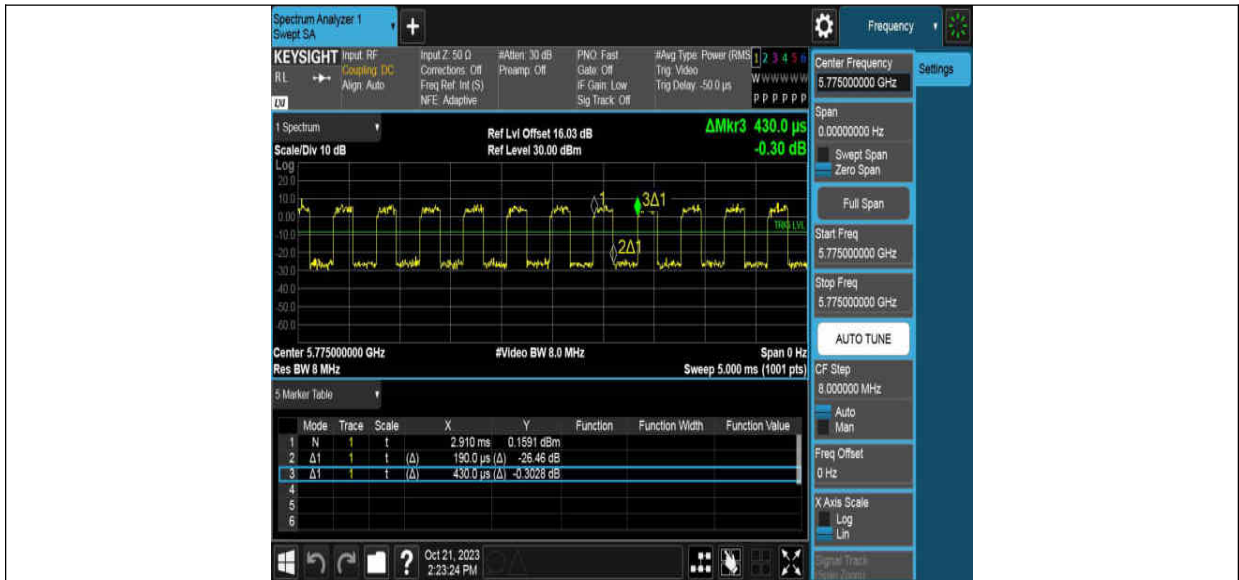 Spectrum Analyzer 1
Swept SA
+
Frequency
KEYSIGHT
RL
LXI
Input: RF
Coupling: DC
Align: Auto
Input Z: 50 Ω
Corrections: Off
Freq Ref: Int (S)
NFE: Adaptive
#Atten: 30 dB
Preamp: Off
PNO: Fast
Gate: Off
IF Gain: Low
Sig Track: Off
#Avg Type: Power (RMS
Trig: Video
Trig Delay: -50.0 µs
1 2 3 4 5 6
W W W W W W
P P P P P P
1 Spectrum
Scale/Div 10 dB
Ref Lvl Offset 16.03 dB
Ref Level 30.00 dBm
ΔMkr3 430.0 µs
-0.30 dB
Log
20.0
10.0
0.00
-10.0
-20.0
-30.0
-40.0
-50.0
-60.0
1
3Δ1
2Δ1
TRIG LVL
Center 5.775000000 GHz
#Video BW 8.0 MHz
Span 0 Hz
Res BW 8 MHz
Sweep 5.000 ms (1001 pts)
5 Marker Table
Mode Trace Scale X Y Function Function Width Function Value
1 N 1 t 2.910 ms 0.1591 dBm
2 Δ1 1 t (Δ) 190.0 µs (Δ) -26.46 dB
3 Δ1 1 t (Δ) 430.0 µs (Δ) -0.3028 dB
4
5
6
?
Oct 21, 2023
2:23:24 PM
Center Frequency
5.775000000 GHz
Settings
Span
0.00000000 Hz
Swept Span
Zero Span
Full Span
Start Freq
5.775000000 GHz
Stop Freq
5.775000000 GHz
AUTO TUNE
CF Step
8.000000 MHz
Auto
Man
Freq Offset
0 Hz
X Axis Scale
Log
Lin
Signal Track
(Span Zoom)